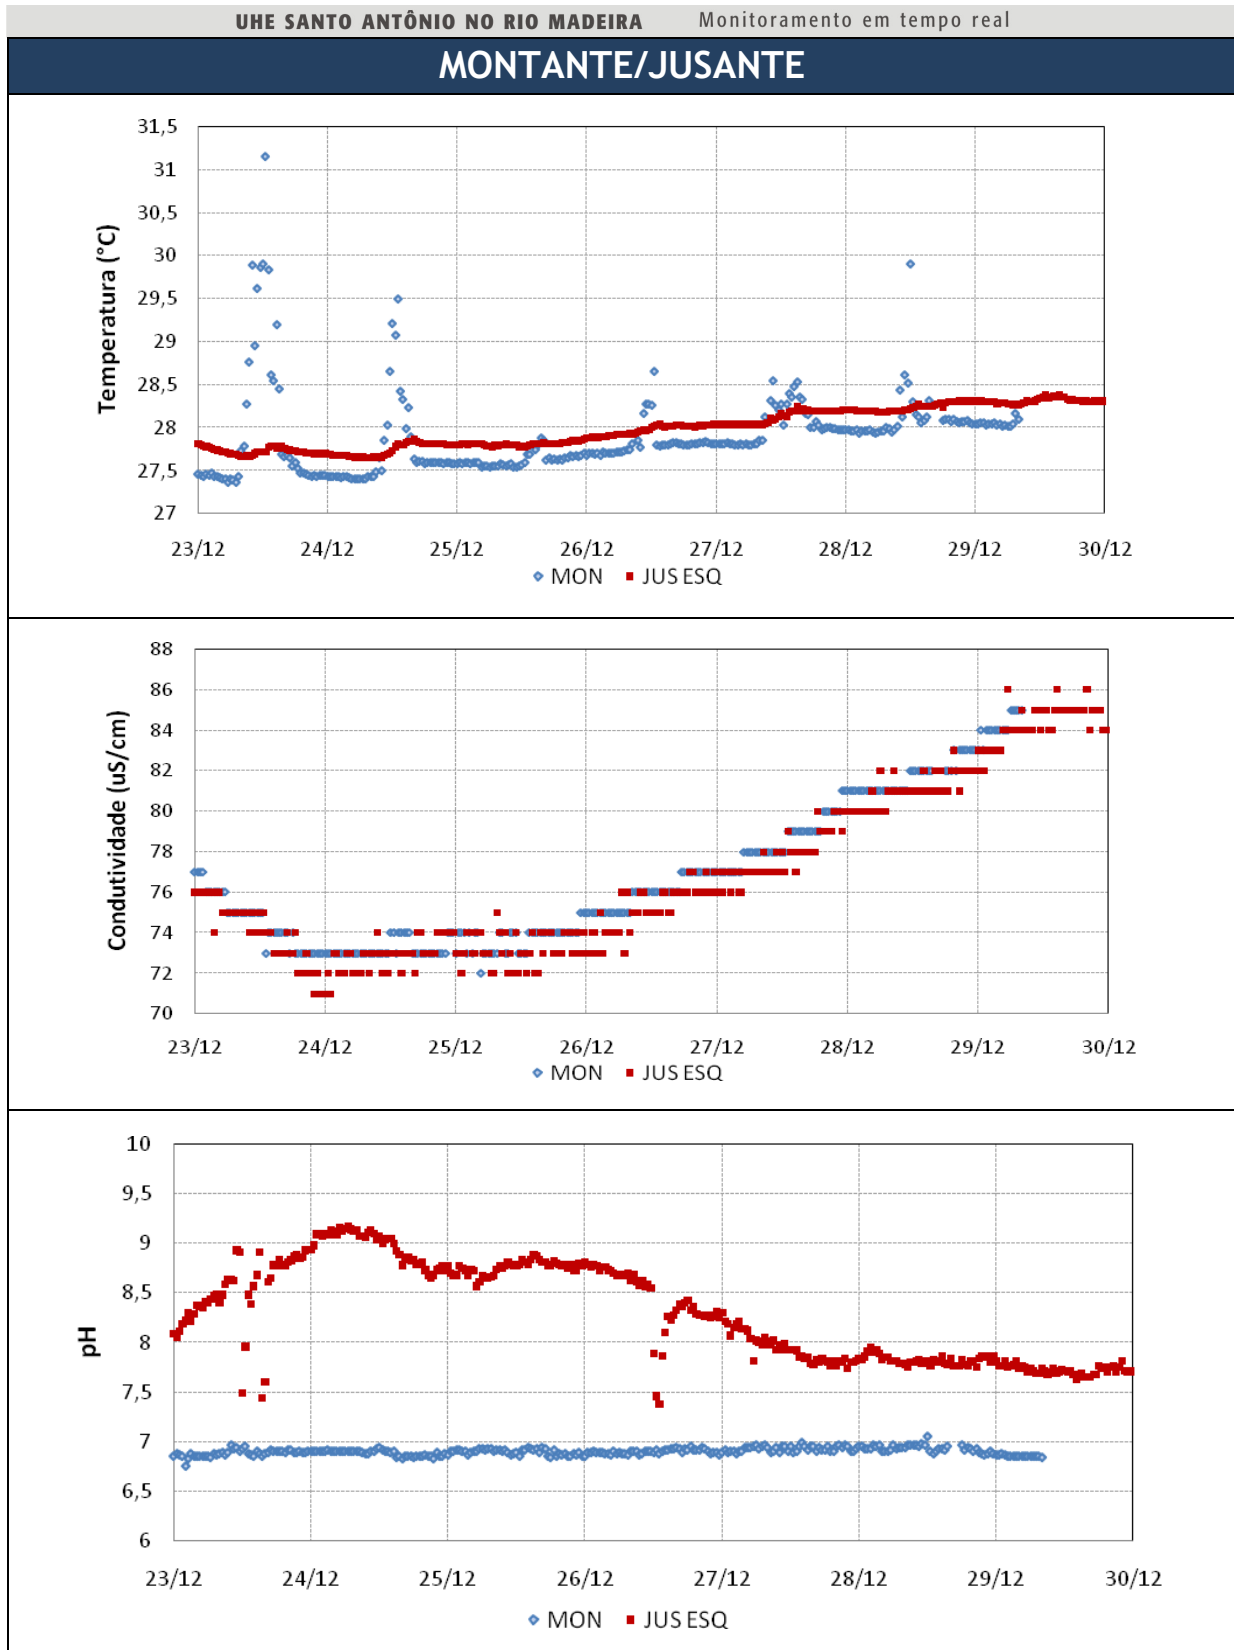 UHE SANTO ANTÔNIO NO RIO MADEIRA Monitoramento em tempo real
MONTANTE/JUSANTE
31,5
31
30,5
30
29,5
29
28,5
28
27,5
27
Temperatura (°C)
23/12 24/12 25/12 26/12 27/12 28/12 29/12 30/12
MON JUS ESQ
88
86
84
82
80
78
76
74
72
70
Condutividade (uS/cm)
23/12 24/12 25/12 26/12 27/12 28/12 29/12 30/12
MON JUS ESQ
10
9,5
9
8,5
8
7,5
7
6,5
6
pH
23/12 24/12 25/12 26/12 27/12 28/12 29/12 30/12
MON JUS ESQ